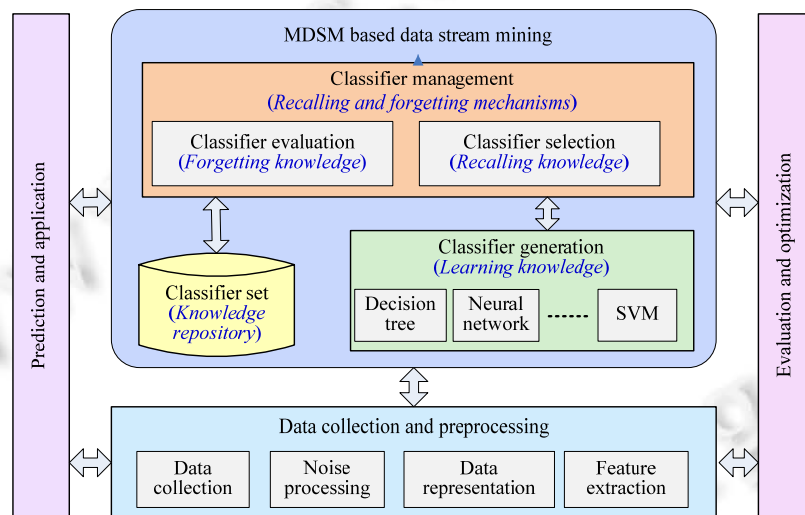 MDSM based data stream mining
Classifier management
(Recalling and forgetting mechanisms)
Classifier evaluation
(Forgetting knowledge)
Classifier selection
(Recalling knowledge)
Classifier set
(Knowledge
repository)
Classifier generation
(Learning knowledge)
Decision
tree
Neural
network
SVM
Prediction and application
Evaluation and optimization
Data collection and preprocessing
Data
collection
Noise
processing
Data
representation
Feature
extraction